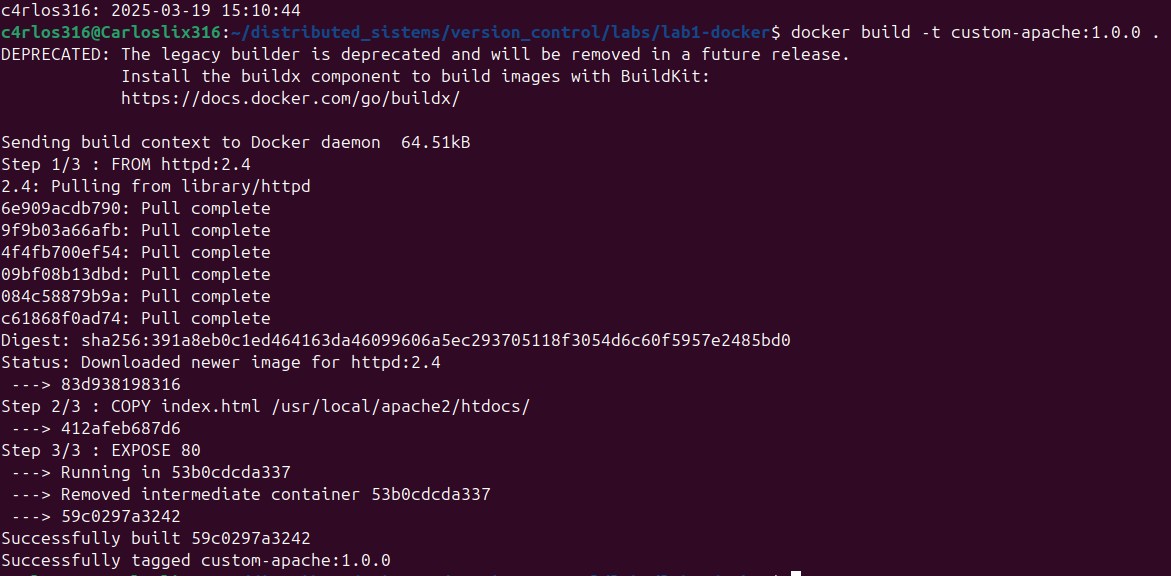 c4rlos316: 2025-03-19 15:10:44
c4rlos316@Carloslix316:~/distributed_sistems/version_control/labs/lab1-docker$ docker build -t custom-apache:1.0.0 .
DEPRECATED: The legacy builder is deprecated and will be removed in a future release.
            Install the buildx component to build images with BuildKit:
            https://docs.docker.com/go/buildx/

Sending build context to Docker daemon  64.51kB
Step 1/3 : FROM httpd:2.4
2.4: Pulling from library/httpd
6e909acdb790: Pull complete
9f9b03a66afb: Pull complete
4f4fb700ef54: Pull complete
09bf08b13dbd: Pull complete
084c58879b9a: Pull complete
c61868f0ad74: Pull complete
Digest: sha256:391a8eb0c1ed464163da46099606a5ec293705118f3054d6c60f5957e2485bd0
Status: Downloaded newer image for httpd:2.4
 ---> 83d938198316
Step 2/3 : COPY index.html /usr/local/apache2/htdocs/
 ---> 412afeb687d6
Step 3/3 : EXPOSE 80
 ---> Running in 53b0cdcda337
 ---> Removed intermediate container 53b0cdcda337
 ---> 59c0297a3242
Successfully built 59c0297a3242
Successfully tagged custom-apache:1.0.0